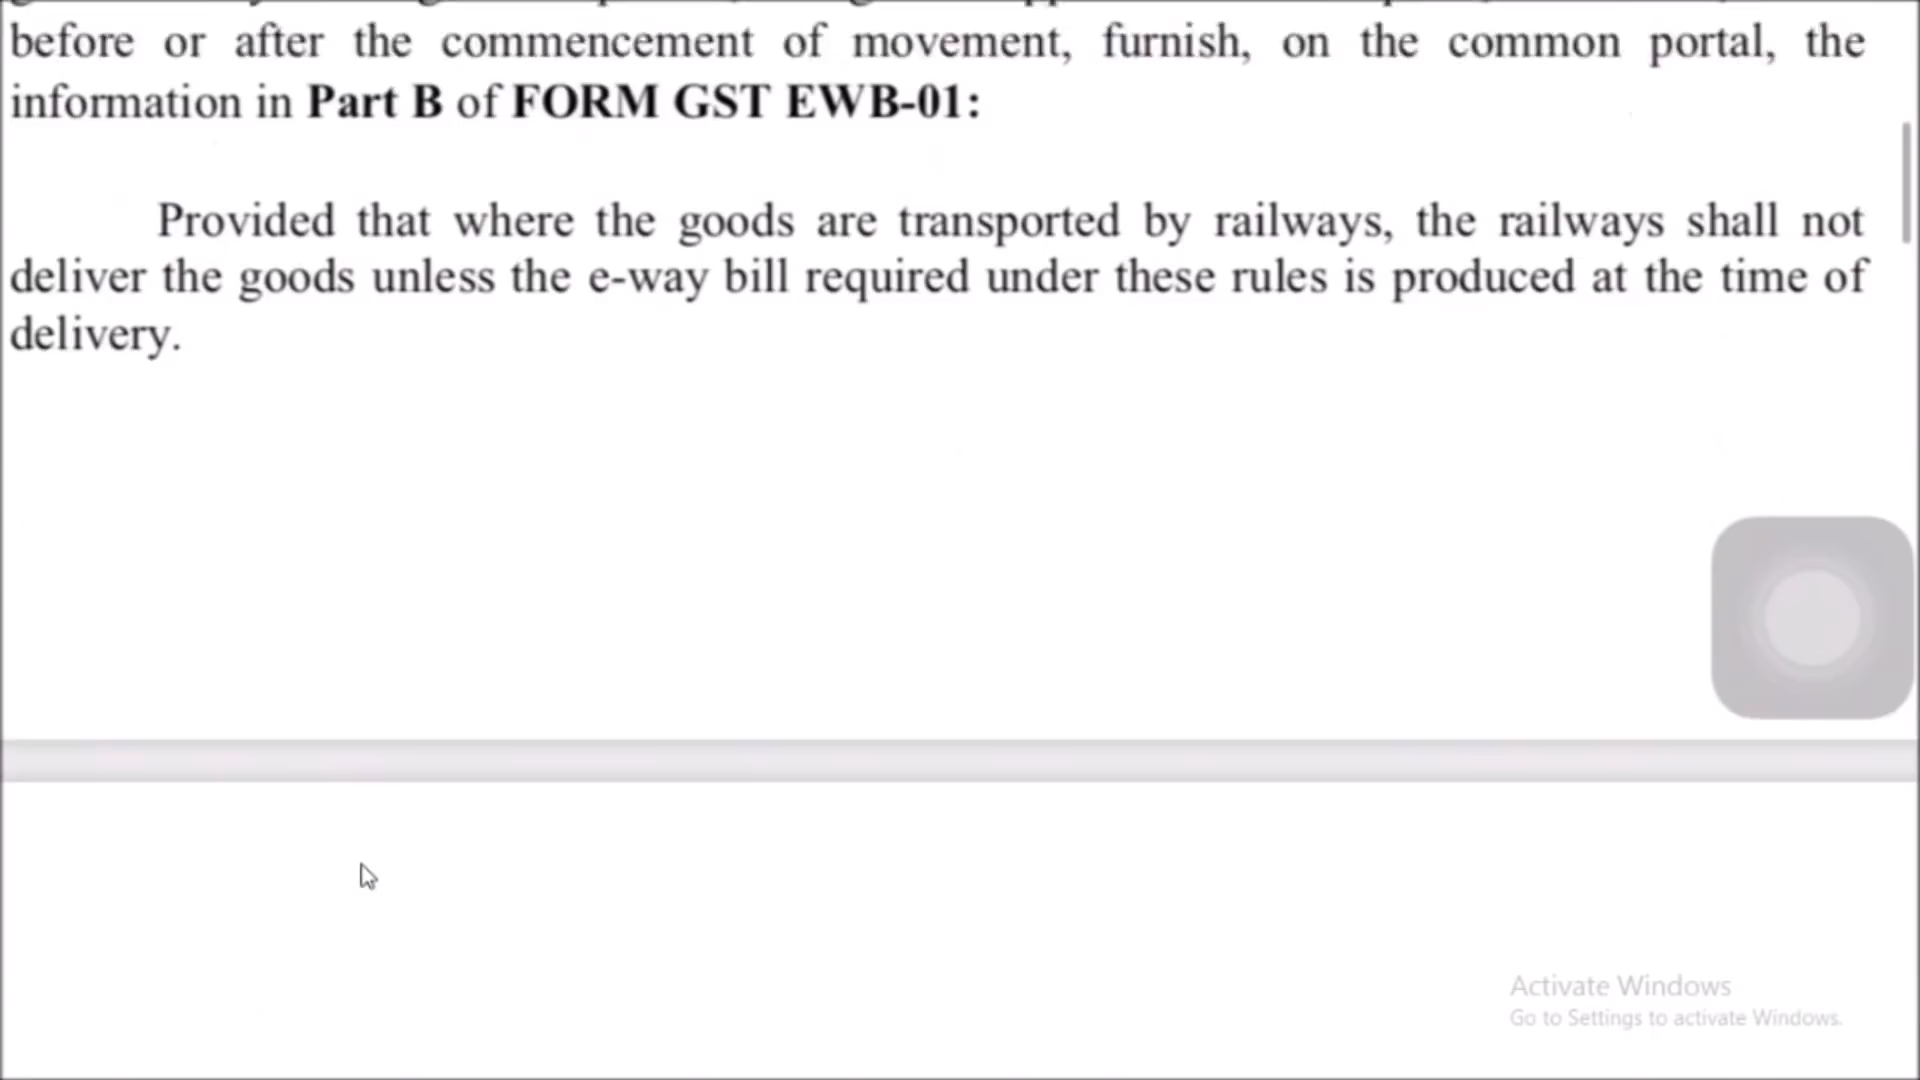 before or after the commencement of movement, furnish, on the common portal, the
information in Part B of FORM GST EWB-01:
Provided that where the goods are transported by railways, the railways shall not
deliver the goods unless the e-way bill required under these rules is produced at the time of
delivery.
Activate Windows
Go to Settings to activate Windows.